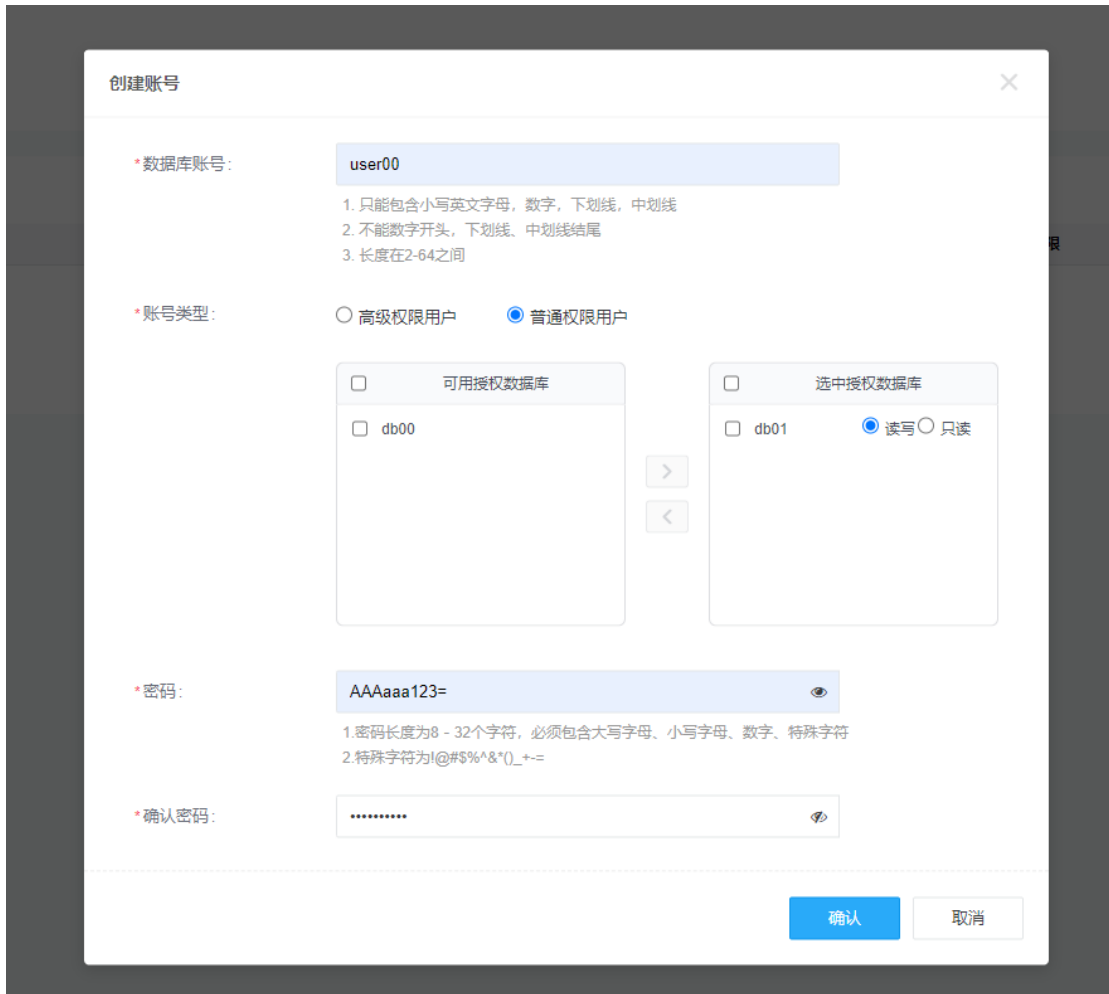 创建账号
限
*数据库账号:
user00
1. 只能包含小写英文字母，数字，下划线，中划线
2. 不能数字开头，下划线、中划线结尾
3. 长度在2-64之间
*账号类型:
高级权限用户 普通权限用户
可用授权数据库 选中授权数据库
db00 db01 读写 只读
*密码:
AAAaaa123=
1.密码长度为8 - 32个字符，必须包含大写字母、小写字母、数字、特殊字符
2.特殊字符为!@#$%^&*()_+-=
*确认密码:
••••••••••
确认 取消